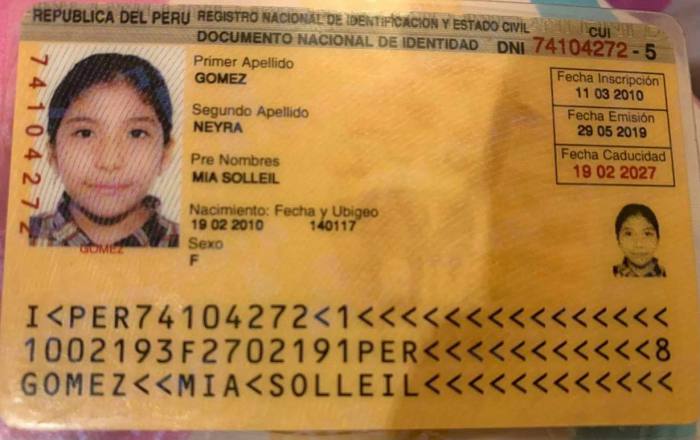 REPUBLICA DEL PERU REGISTRO NACIONAL DE IDENTIFICACION Y ESTADO CIVIL
CUI
DOCUMENTO NACIONAL DE IDENTIDAD DNI 74104272 - 5
74104272
Primer Apellido
GOMEZ
Segundo Apellido
NEYRA
Pre Nombres
MIA SOLLEIL
Nacimiento: Fecha y Ubigeo
19 02 2010 140117
Sexo
F
GOMEZ
Fecha Inscripción
11 03 2010
Fecha Emisión
29 05 2019
Fecha Caducidad
19 02 2027
I<PER74104272<1<<<<<<<<<<<<<<<
1002193F2702191PER<<<<<<<<<<<8
GOMEZ<<MIA<SOLLEIL<<<<<<<<<<<<